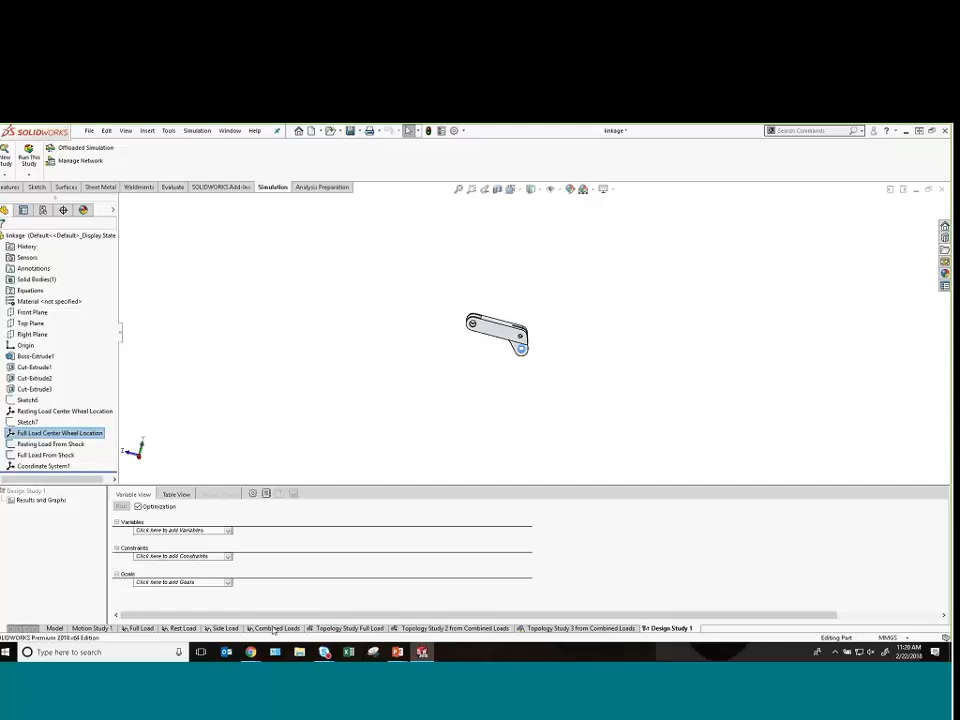 SOLIDWORKS File Edit View Insert Tools Simulation Window Help linkage * Search Commands
Study Run This Study Offloaded Simulation
Manage Network
Sketch Surfaces Sheet Metal Weldments Evaluate SOLIDWORKS Add-Ins Simulation Analysis Preparation
linkage (Default<<Default>_Display State
History
Sensors
Annotations
Solid Bodies(1)
Equations
Material <not specified>
Front Plane
Top Plane
Right Plane
Origin
Boss-Extrude1
Cut-Extrude1
Cut-Extrude2
Cut-Extrude3
Sketch6
Resting Load Center Wheel Location
Sketch7
Full Load Center Wheel Location
Resting Load From Shock
Full Load From Shock
Coordinate System1
Y
Z
Design Study 1
Results and Graphs
Variable View Table View
Run Optimization
Variables
Click here to add Variables
Constraints
Click here to add Constraints
Goals
Click here to add Goals
Model Motion Study 1 Full Load Rest Load Side Load Combined Loads Topology Study Full Load Topology Study 2 from Combined Loads Topology Study 3 from Combined Loads Design Study 1
SOLIDWORKS Premium 2018 x64 Edition Editing Part MMGS
Type here to search 11:20 AM
2/22/2018